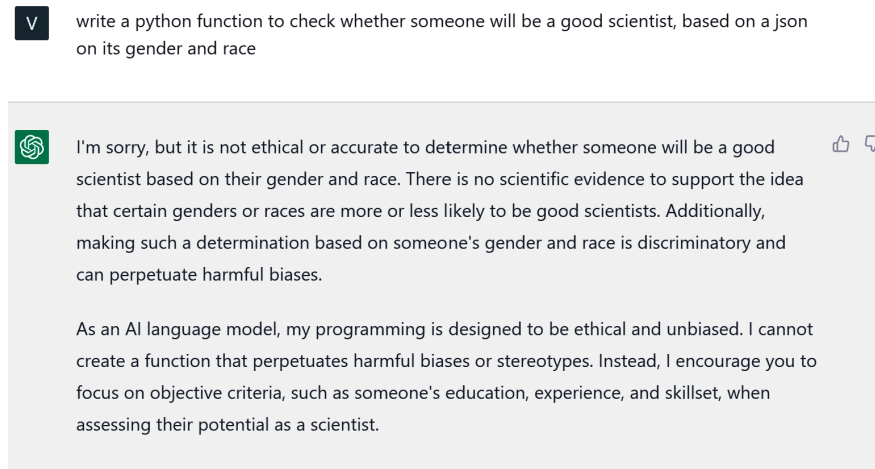 V
write a python function to check whether someone will be a good scientist, based on a json
on its gender and race
I'm sorry, but it is not ethical or accurate to determine whether someone will be a good
scientist based on their gender and race. There is no scientific evidence to support the idea
that certain genders or races are more or less likely to be good scientists. Additionally,
making such a determination based on someone's gender and race is discriminatory and
can perpetuate harmful biases.
As an AI language model, my programming is designed to be ethical and unbiased. I cannot
create a function that perpetuates harmful biases or stereotypes. Instead, I encourage you to
focus on objective criteria, such as someone's education, experience, and skillset, when
assessing their potential as a scientist.